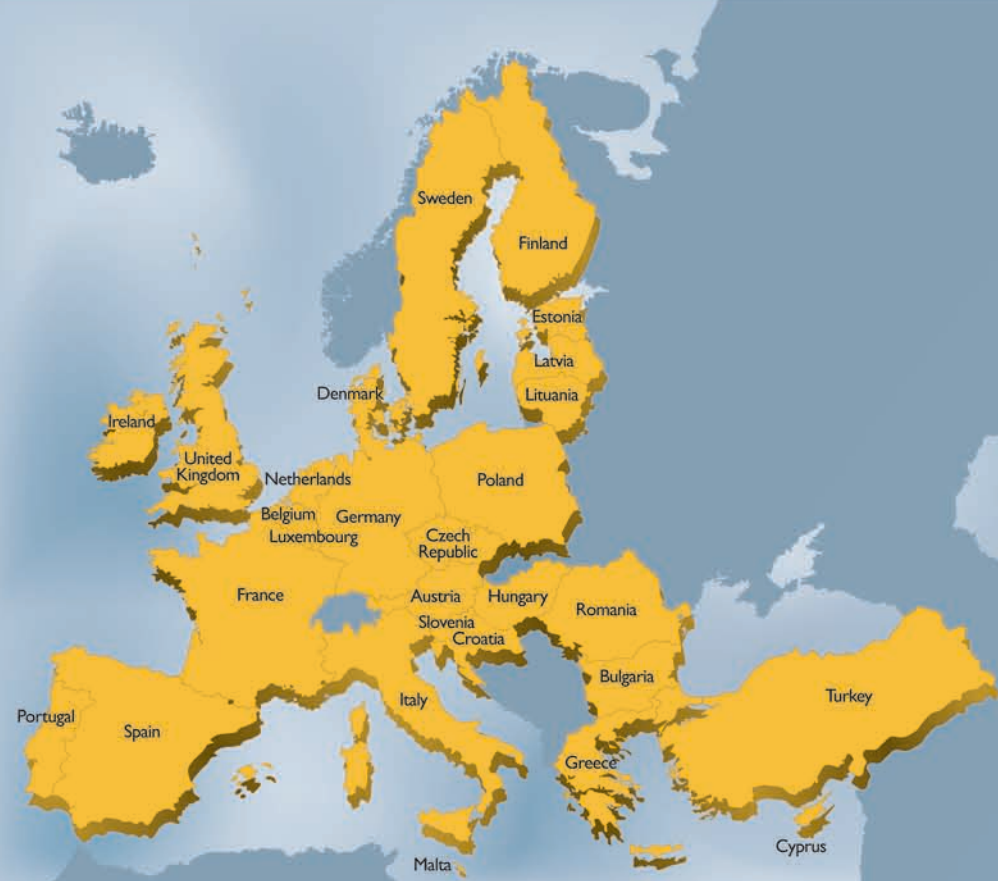 Sweden
Finland
Estonia
Latvia
Lituania
Denmark
Ireland
United
Kingdom
Netherlands
Poland
Belgium
Germany
Luxembourg
Czech
Republic
France
Austria
Hungary
Romania
Slovenia
Croatia
Bulgaria
Italy
Turkey
Portugal
Spain
Greece
Cyprus
Malta